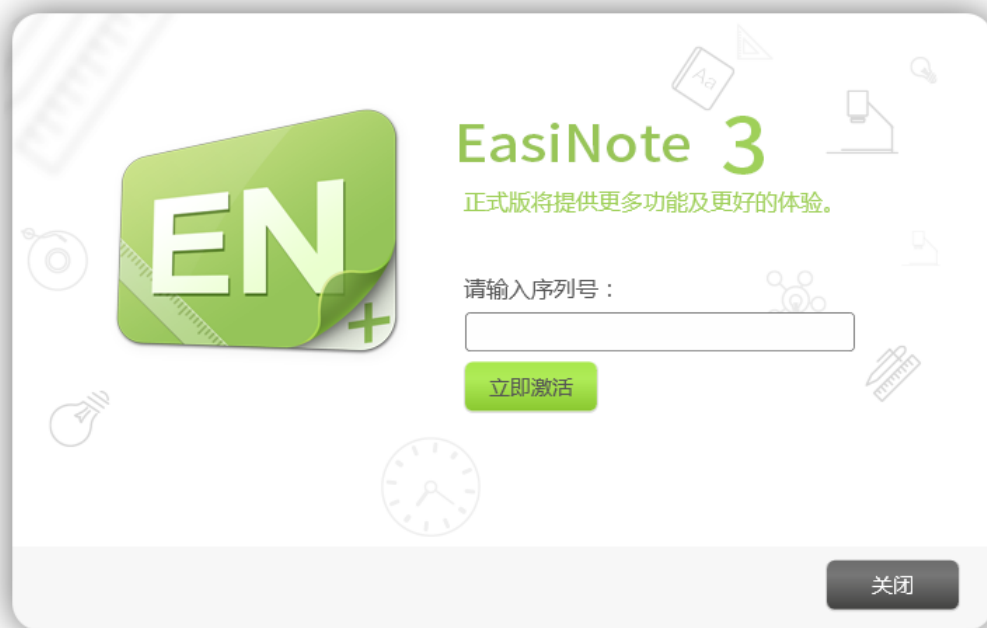 Aa
EasiNote 3
EN
正式版将提供更多功能及更好的体验。
请输入序列号：
立即激活
关闭